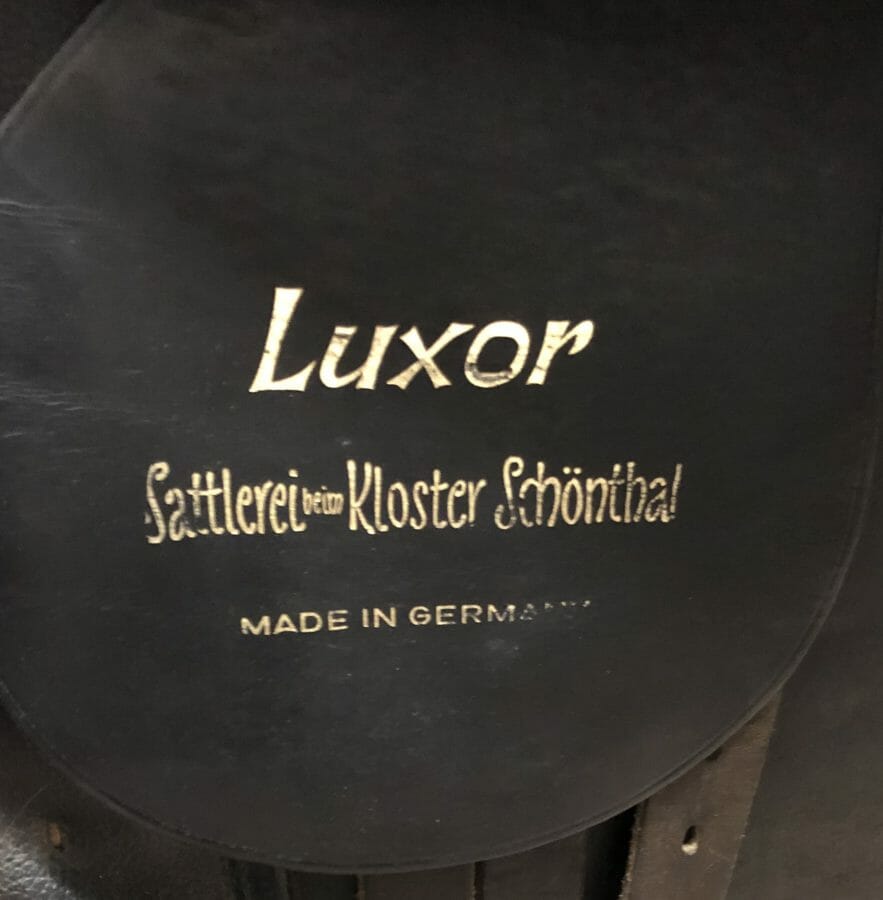 Luxor
Sattlerei beim Kloster Schönthal
MADE IN GERMANY